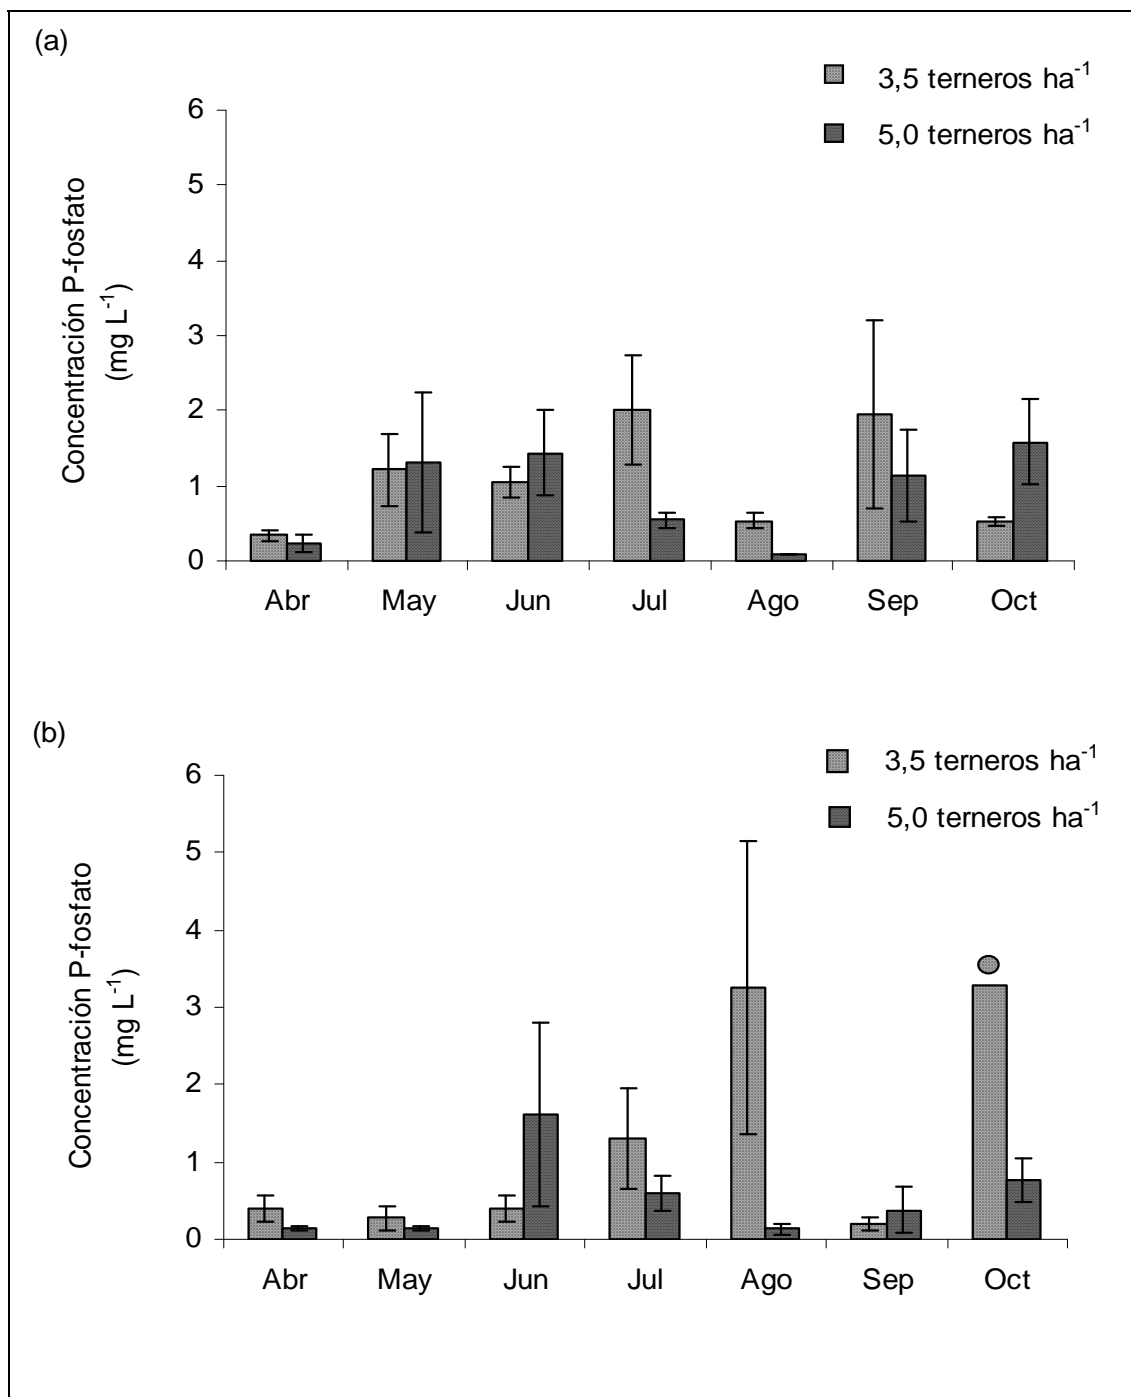 (a)
3,5 terneros ha⁻¹
5,0 terneros ha⁻¹
Concentración P-fosfato
(mg L⁻¹)
6
5
4
3
2
1
0
Abr May Jun Jul Ago Sep Oct
(b)
3,5 terneros ha⁻¹
5,0 terneros ha⁻¹
Concentración P-fosfato
(mg L⁻¹)
6
5
4
3
2
1
0
Abr May Jun Jul Ago Sep Oct